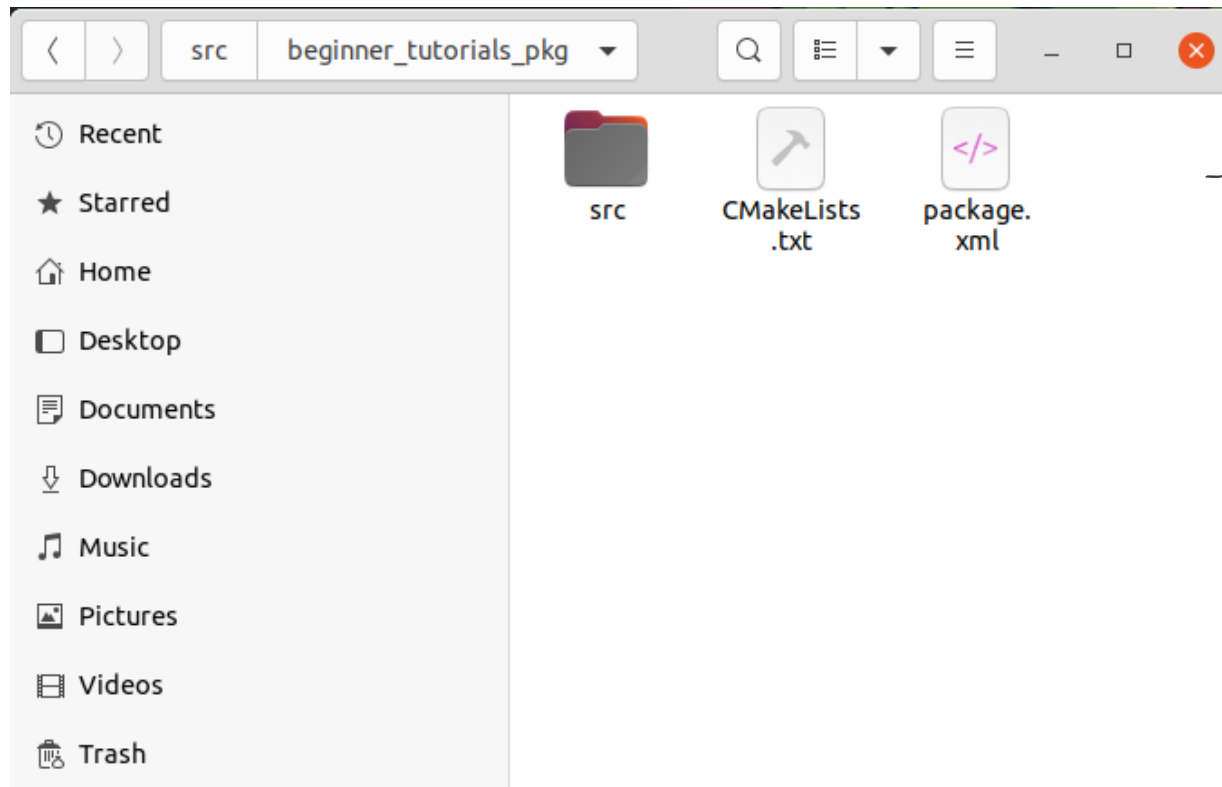 src
beginner_tutorials_pkg
Recent
Starred
Home
Desktop
Documents
Downloads
Music
Pictures
Videos
Trash
src
CMakeLists
.txt
package.
xml